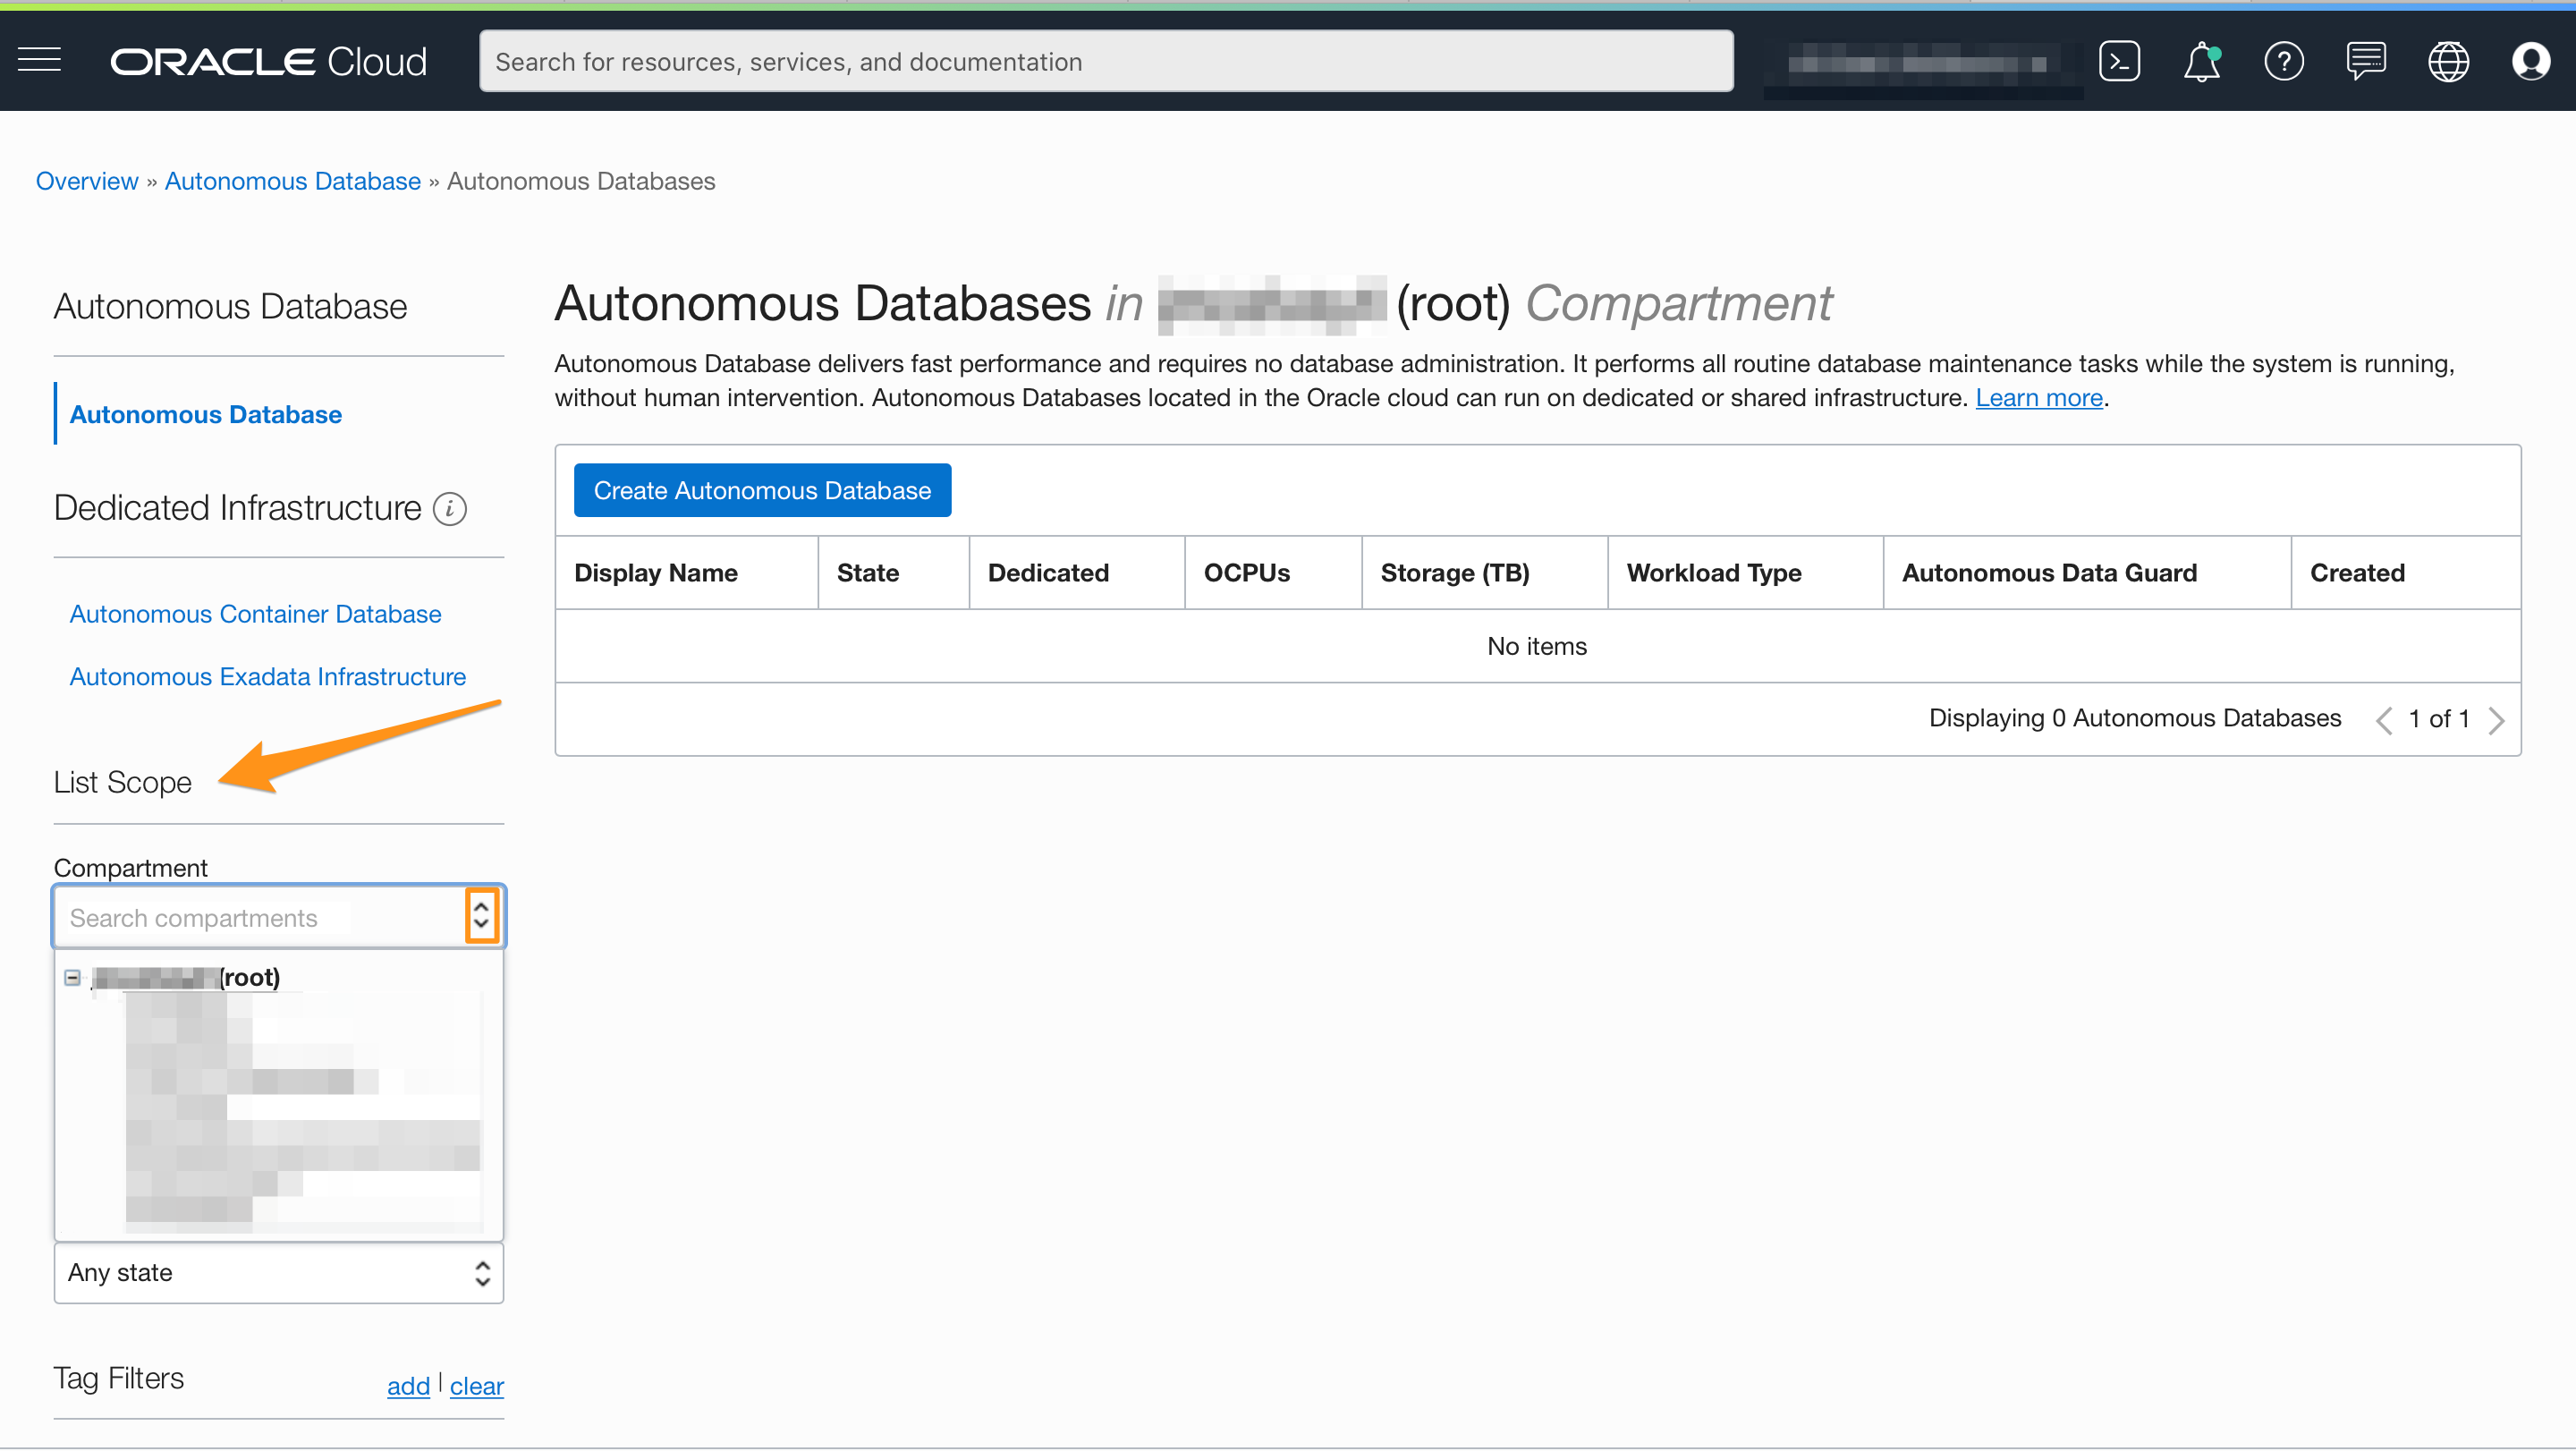 ORACLE Cloud
Search for resources, services, and documentation
Overview » Autonomous Database » Autonomous Databases
Autonomous Database
Autonomous Database
Dedicated Infrastructure i
Autonomous Container Database
Autonomous Exadata Infrastructure
List Scope
Compartment
Search compartments
(root)
Any state
Tag Filters
add | clear
Autonomous Databases in (root) Compartment
Autonomous Database delivers fast performance and requires no database administration. It performs all routine database maintenance tasks while the system is running,
without human intervention. Autonomous Databases located in the Oracle cloud can run on dedicated or shared infrastructure. Learn more.
Create Autonomous Database
Display Name State Dedicated OCPUs Storage (TB) Workload Type Autonomous Data Guard Created
No items
Displaying 0 Autonomous Databases < 1 of 1 >